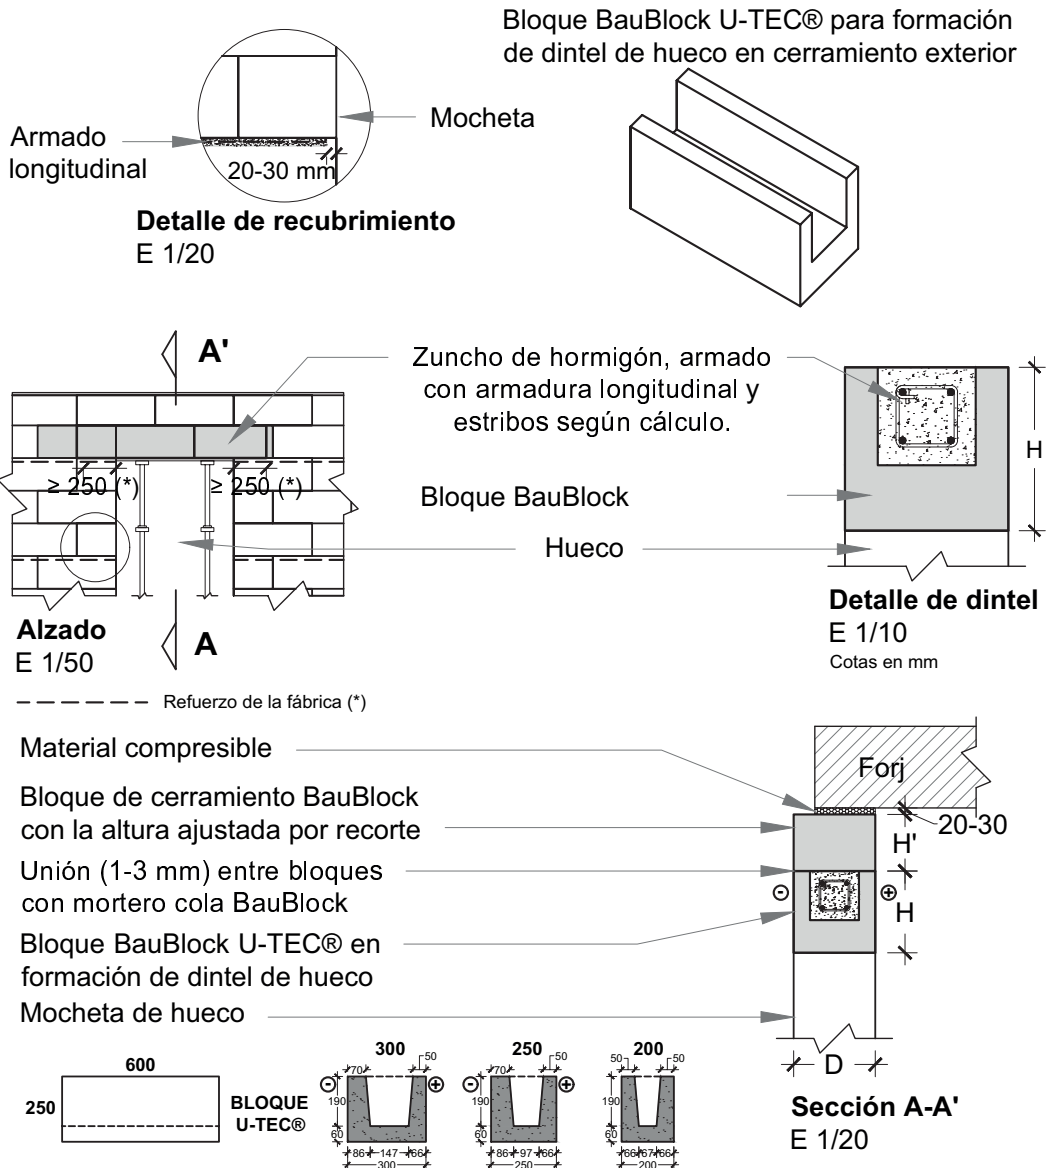 Bloque BauBlock U-TEC® para formación
de dintel de hueco en cerramiento exterior
Armado
longitudinal
Mocheta
20-30 mm
Detalle de recubrimiento
E 1/20
A'
Zuncho de hormigón, armado
con armadura longitudinal y
estribos según cálculo.
H
≥ 250 (*)
≥ 250 (*)
Bloque BauBlock
Hueco
Alzado
E 1/50
A
Detalle de dintel
E 1/10
Cotas en mm
Refuerzo de la fábrica (*)
Material compresible
Forj
Bloque de cerramiento BauBlock
con la altura ajustada por recorte
20-30
H'
Unión (1-3 mm) entre bloques
con mortero cola BauBlock
- + H
Bloque BauBlock U-TEC® en
formación de dintel de hueco
Mocheta de hueco
D
Sección A-A'
E 1/20
600
250
BLOQUE
U-TEC®
300
50
70
- +
190
60
86 147 66
300
250
50
70
- +
190
60
86 97 66
250
200
50 50
190
60
66 67 66
200